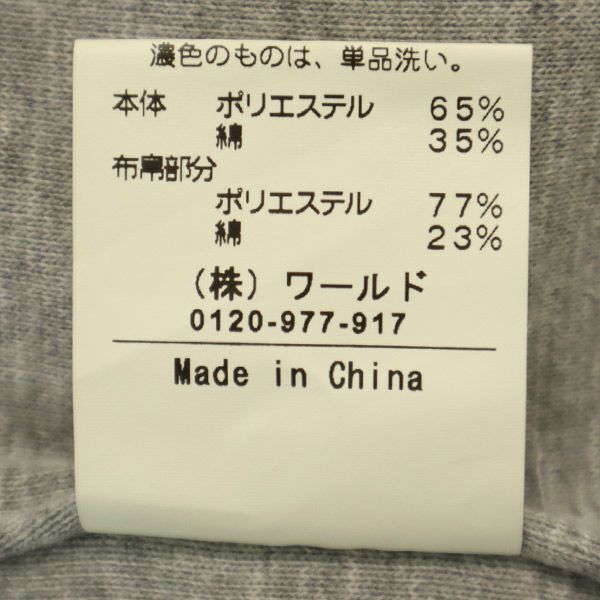 濃色のものは、単品洗い。
本体 ポリエステル 65%
綿 35%
布帛部分
ポリエステル 77%
綿 23%
（株）ワールド
0120-977-917
Made in China